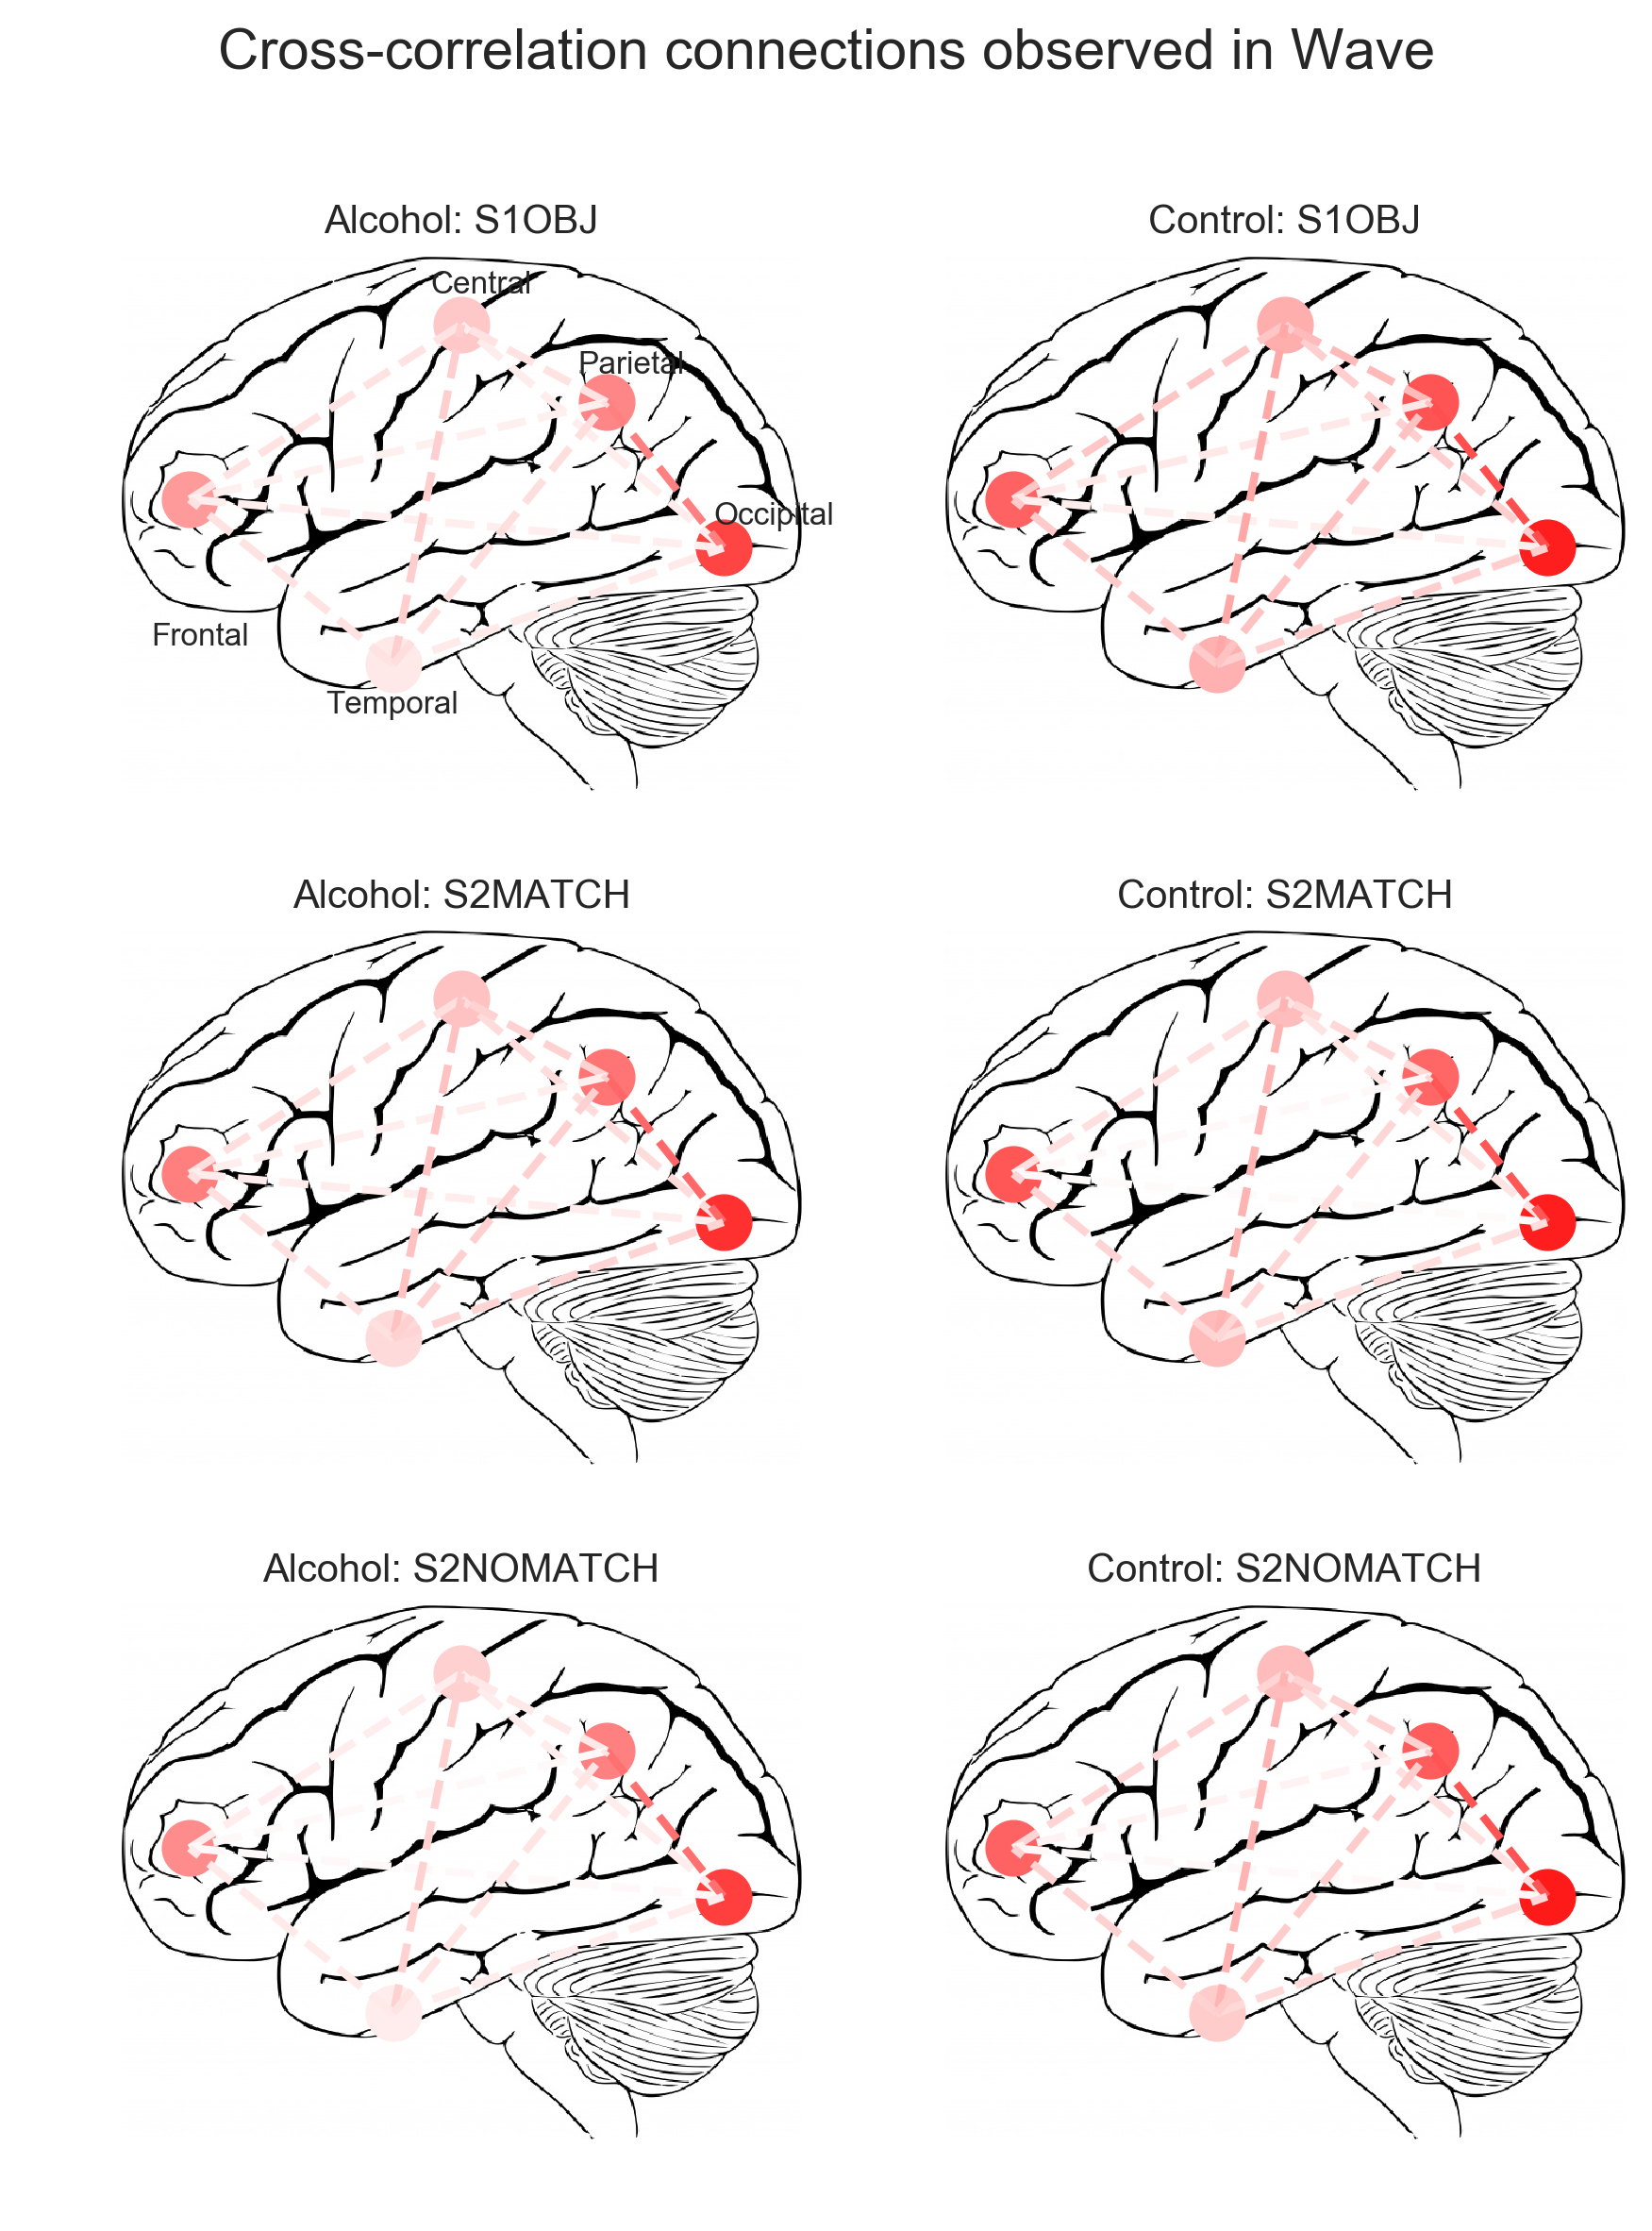 Cross-correlation connections observed in Wave
Alcohol: S1OBJ
Control: S1OBJ
Central
Parietal
Occipital
Frontal
Temporal
Alcohol: S2MATCH
Control: S2MATCH
Alcohol: S2NOMATCH
Control: S2NOMATCH